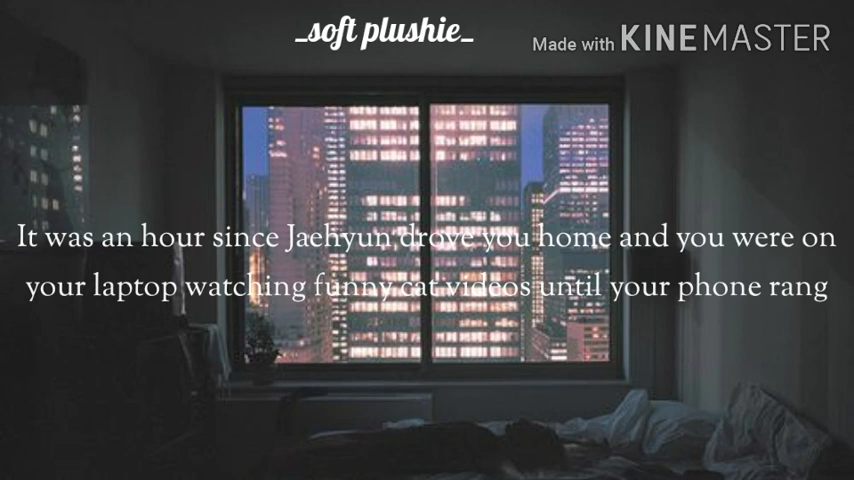 _soft plushie_
Made with KINEMASTER
It was an hour since Jaehyun drove you home and you were on
your laptop watching funny cat videos until your phone rang